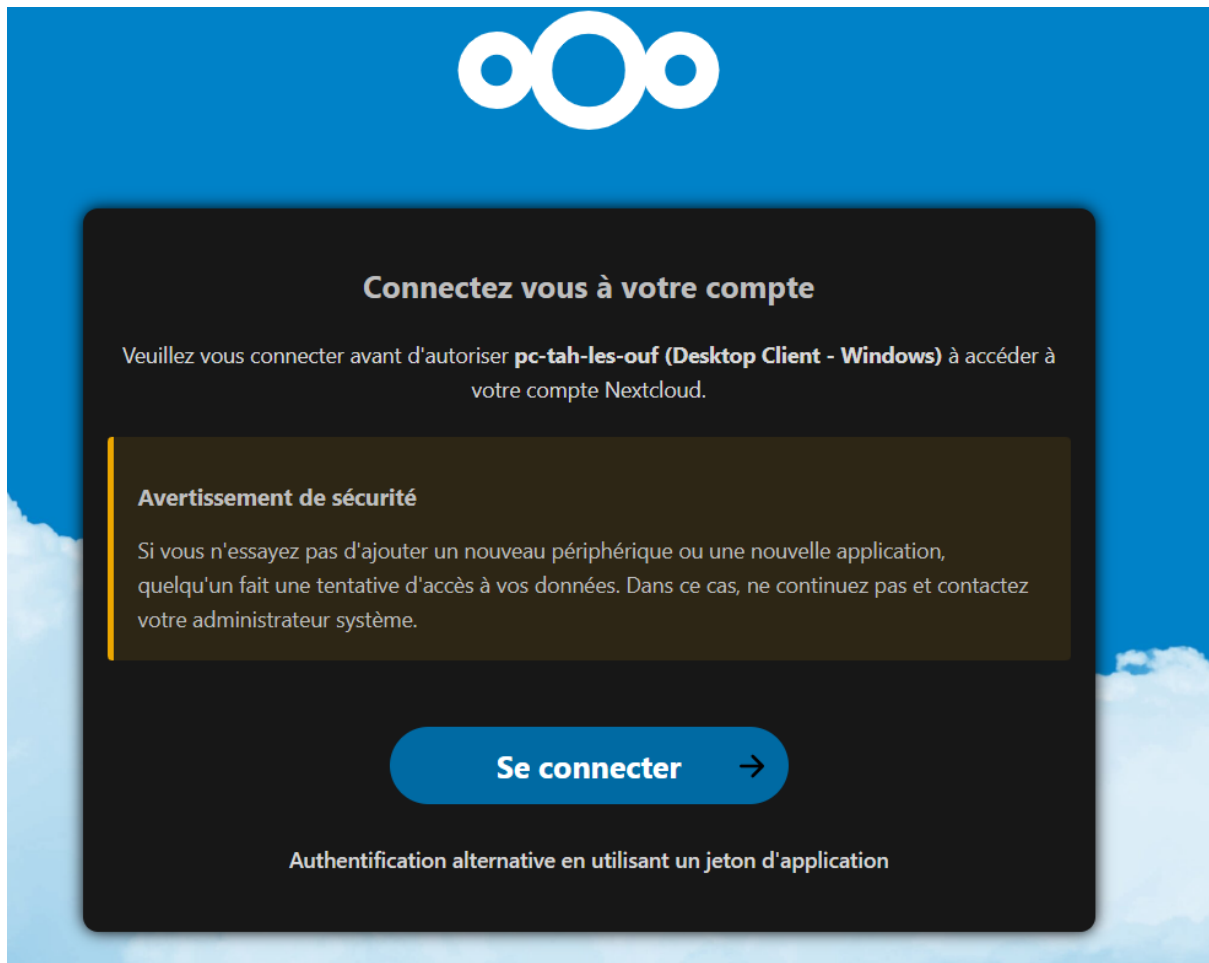 Connectez vous à votre compte
Veuillez vous connecter avant d'autoriser pc-tah-les-ouf (Desktop Client - Windows) à accéder à
votre compte Nextcloud.
Avertissement de sécurité
Si vous n'essayez pas d'ajouter un nouveau périphérique ou une nouvelle application,
quelqu'un fait une tentative d'accès à vos données. Dans ce cas, ne continuez pas et contactez
votre administrateur système.
Se connecter
Authentification alternative en utilisant un jeton d'application